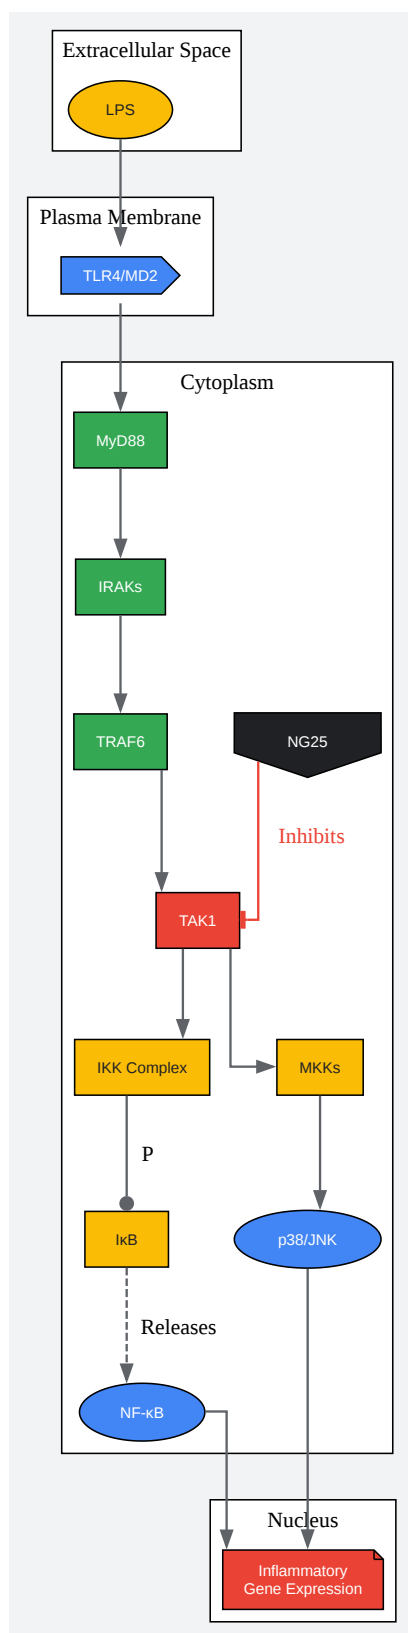 Extracellular Space
LPS
Plasma Membrane
TLR4/MD2
Cytoplasm
MyD88
IRAKs
TRAF6
NG25
Inhibits
TAK1
IKK Complex
MKKs
P
IκB
p38/JNK
Releases
NF-κB
Nucleus
Inflammatory
Gene Expression